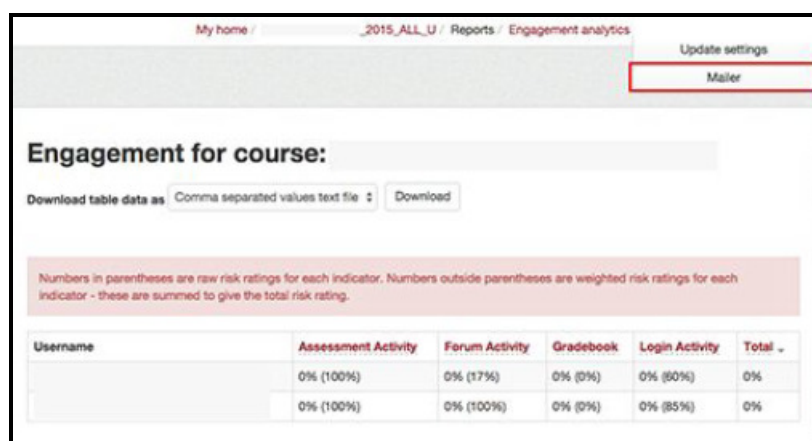 My home / _2015_ALL_U / Reports / Engagement analytics
Update settings
Mailer
Engagement for course:
Download table data as Comma separated values text file Download
Numbers in parentheses are raw risk ratings for each indicator. Numbers outside parentheses are weighted risk ratings for each
indicator - these are summed to give the total risk rating.
Username Assessment Activity Forum Activity Gradebook Login Activity Total
0% (100%) 0% (17%) 0% (0%) 0% (60%) 0%
0% (100%) 0% (100%) 0% (0%) 0% (85%) 0%